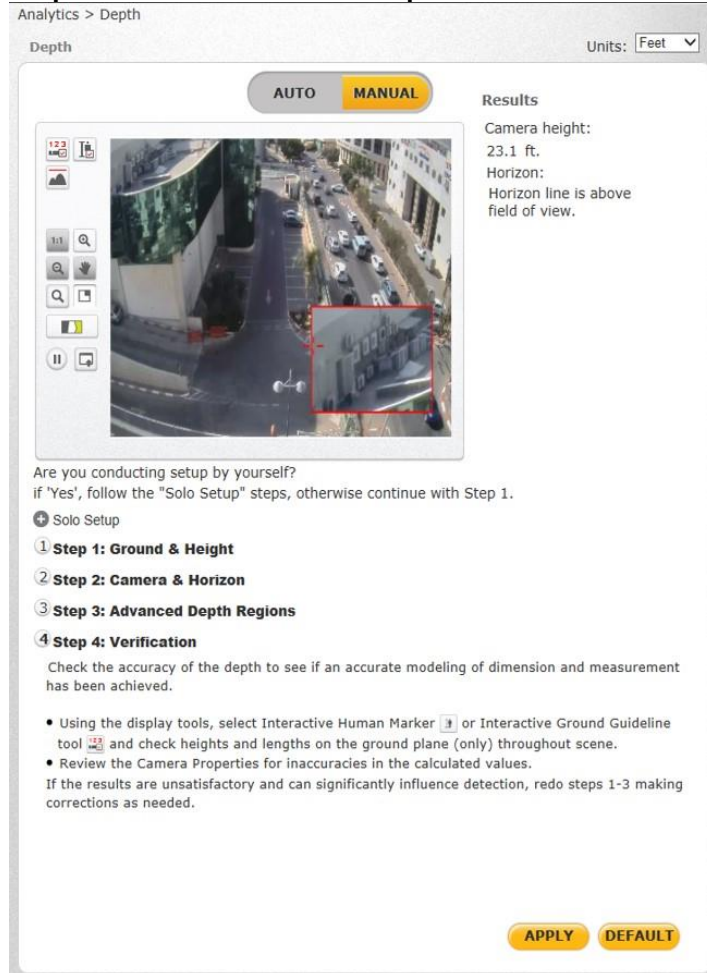 Analytics > Depth
Depth
Units: Feet
AUTO MANUAL
Results
Camera height:
23.1 ft.
Horizon:
Horizon line is above
field of view.
1:1
Are you conducting setup by yourself?
if 'Yes', follow the "Solo Setup" steps, otherwise continue with Step 1.
Solo Setup
1 Step 1: Ground & Height
2 Step 2: Camera & Horizon
3 Step 3: Advanced Depth Regions
4 Step 4: Verification
Check the accuracy of the depth to see if an accurate modeling of dimension and measurement
has been achieved.
• Using the display tools, select Interactive Human Marker or Interactive Ground Guideline
tool and check heights and lengths on the ground plane (only) throughout scene.
• Review the Camera Properties for inaccuracies in the calculated values.
If the results are unsatisfactory and can significantly influence detection, redo steps 1-3 making
corrections as needed.
APPLY DEFAULT